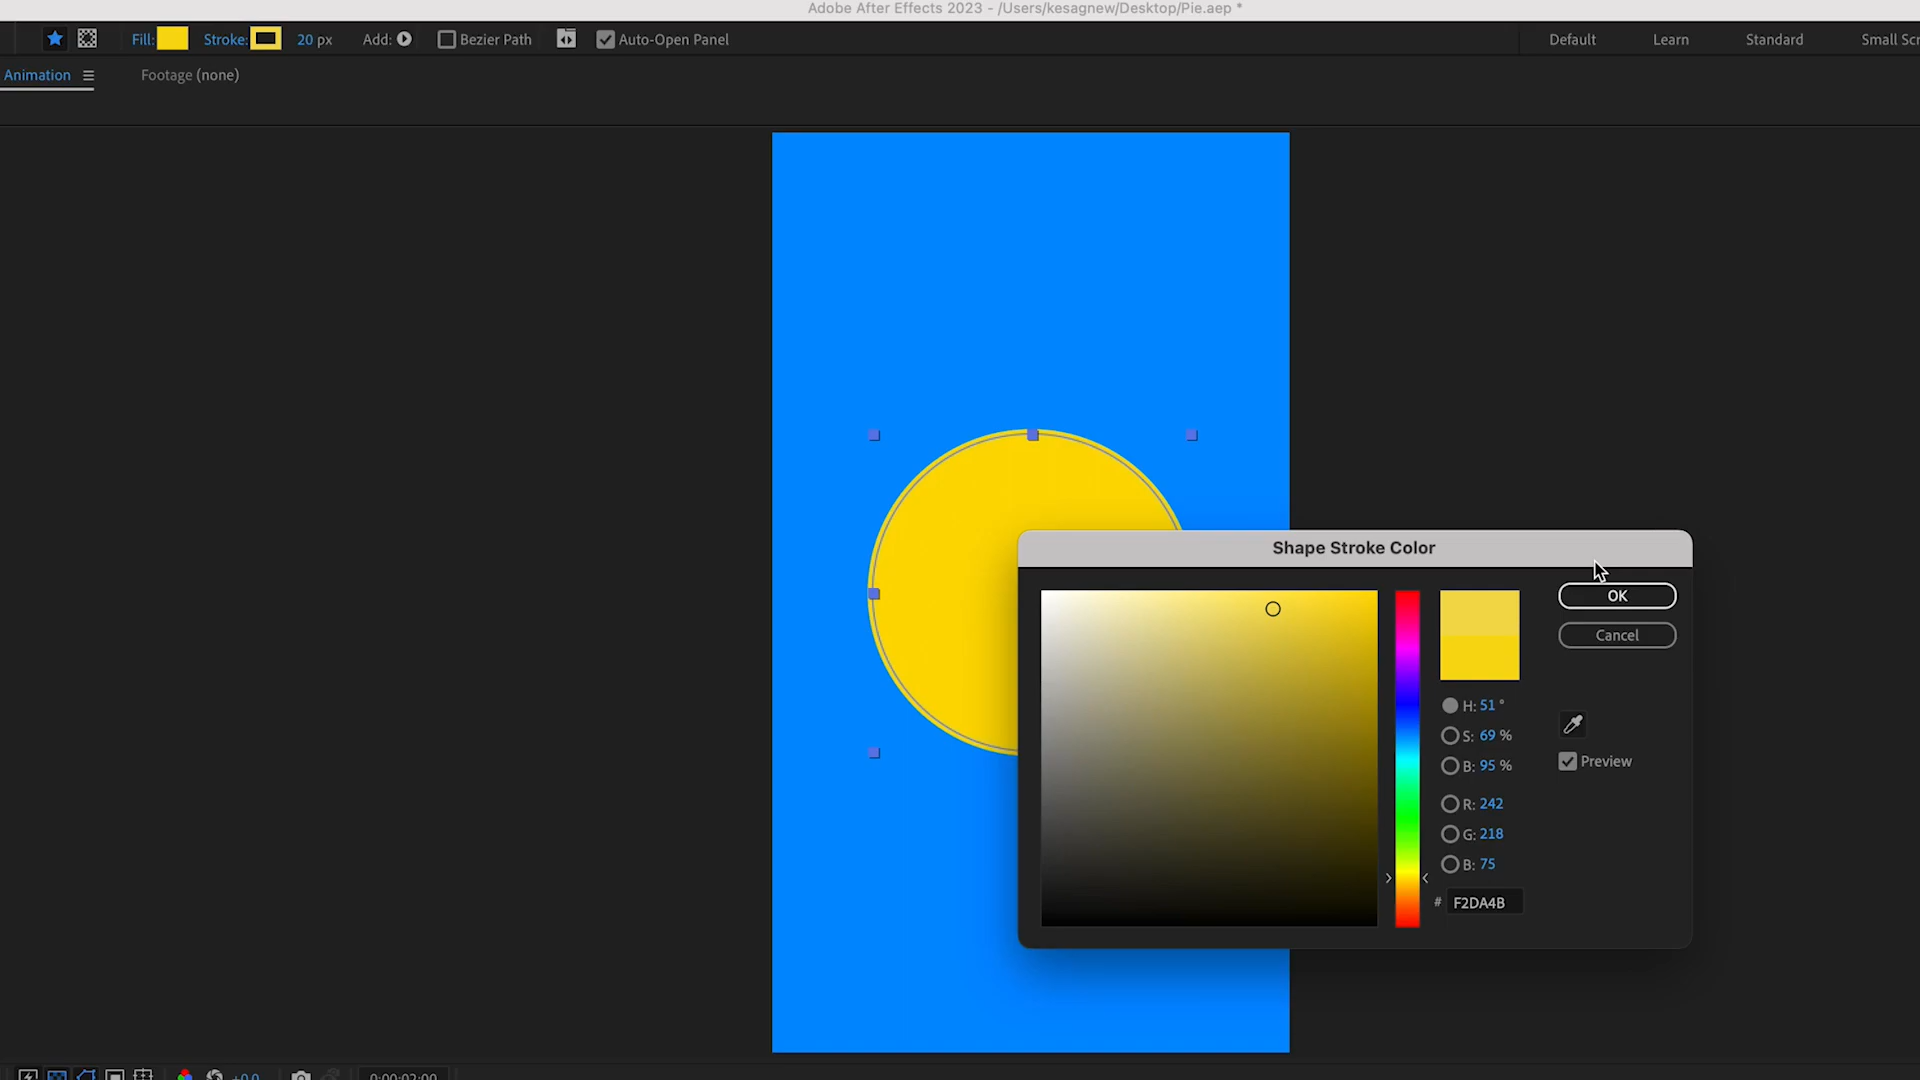 Adobe After Effects 2023 - /Users/kesagnew/Desktop/Pie.aep *
Fill: Stroke: 20 px Add: Bezier Path Auto-Open Panel Default Learn Standard Small Scr
Animation Footage (none)
Shape Stroke Color
OK
Cancel
H: 51 °
S: 69 %
B: 95 %
Preview
R: 242
G: 218
B: 75
# F2DA4B
+0.0 0:00:02:00